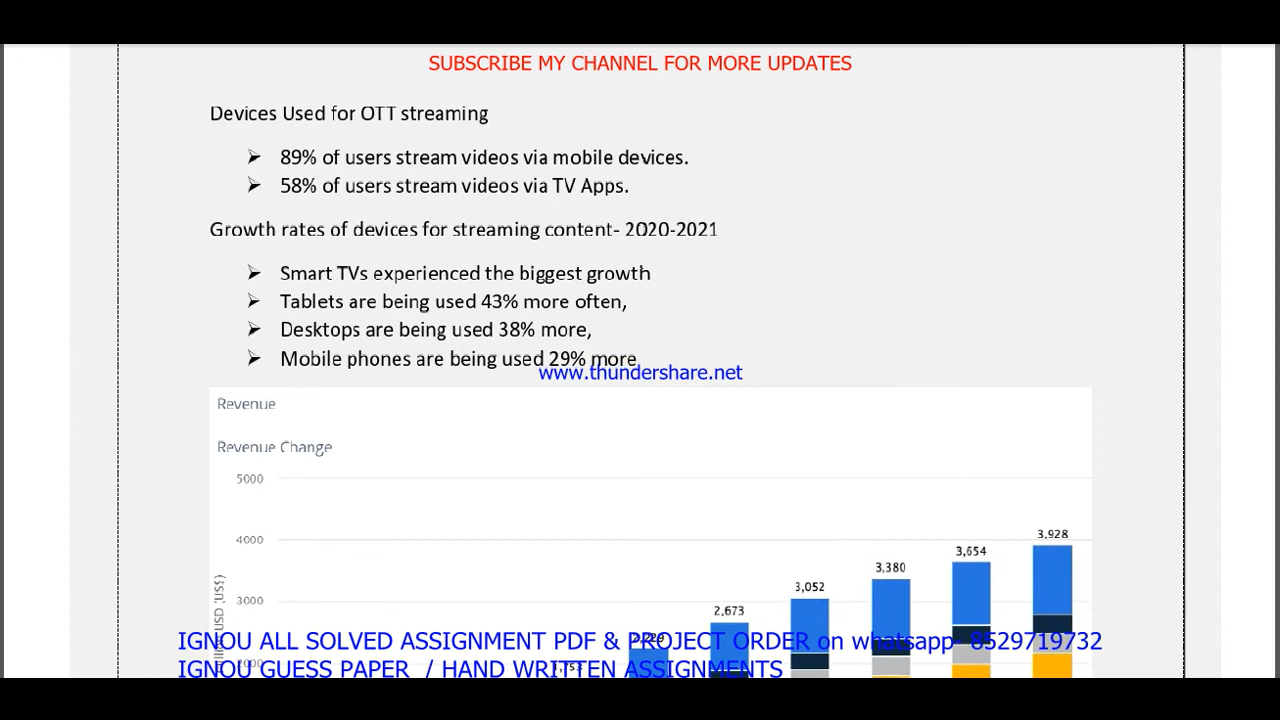 SUBSCRIBE MY CHANNEL FOR MORE UPDATES
Devices Used for OTT streaming
➢ 89% of users stream videos via mobile devices.
➢ 58% of users stream videos via TV Apps.
Growth rates of devices for streaming content- 2020-2021
➢ Smart TVs experienced the biggest growth
➢ Tablets are being used 43% more often,
➢ Desktops are being used 38% more,
➢ Mobile phones are being used 29% more
www.thundershare.net
Revenue
Revenue Change
5000
4000
3,928
3,654
3,380
3,052
2,673
3000
USD (US$)
IGNOU ALL SOLVED ASSIGNMENT PDF & PROJECT ORDER on whatsapp- 8529719732
2000
IGNOU GUESS PAPER / HAND WRITTEN ASSIGNMENTS